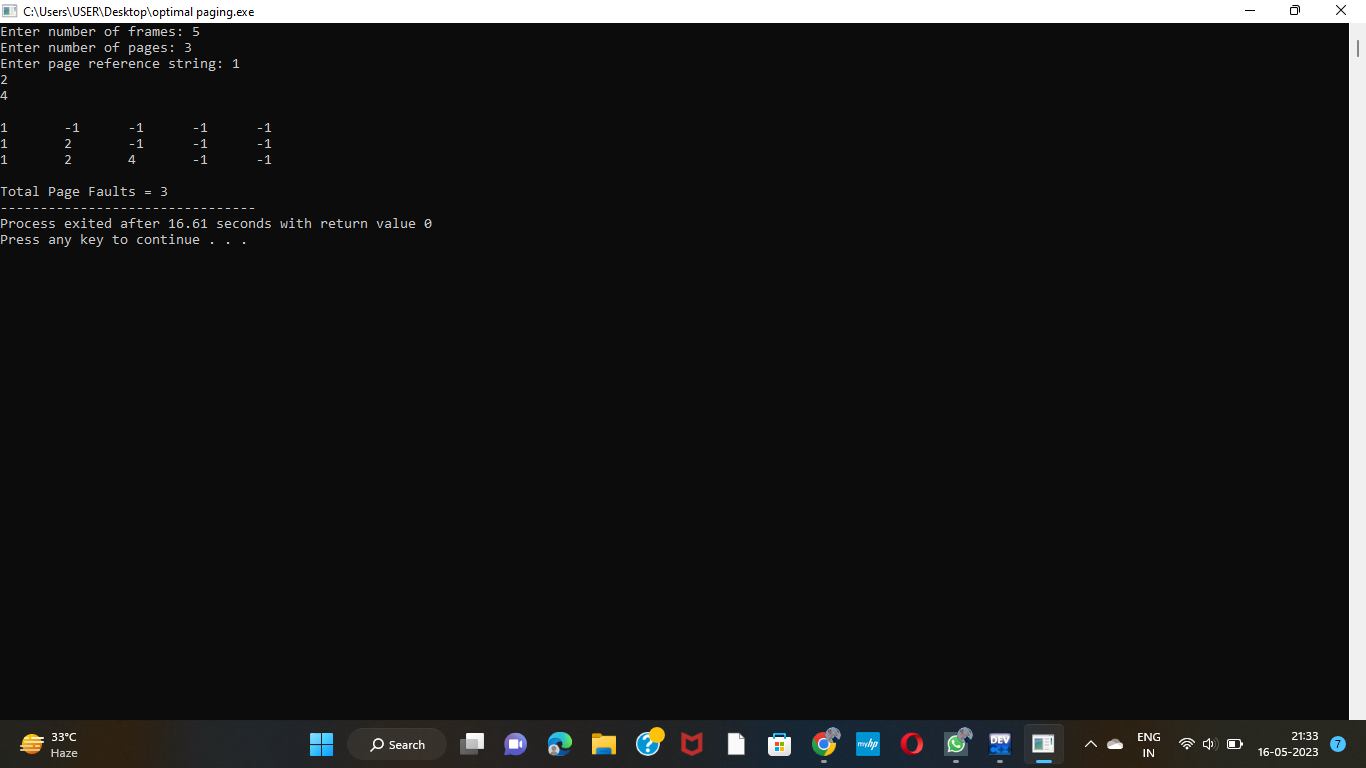 C:\Users\USER\Desktop\optimal paging.exe
Enter number of frames: 5
Enter number of pages: 3
Enter page reference string: 1
2
4
1 -1 -1 -1 -1
1 2 -1 -1 -1
1 2 4 -1 -1
Total Page Faults = 3
--------------------------------
Process exited after 16.61 seconds with return value 0
Press any key to continue . . .
33°C
Haze
Search
myhp
DEV
ENG
IN
21:33
16-05-2023
7